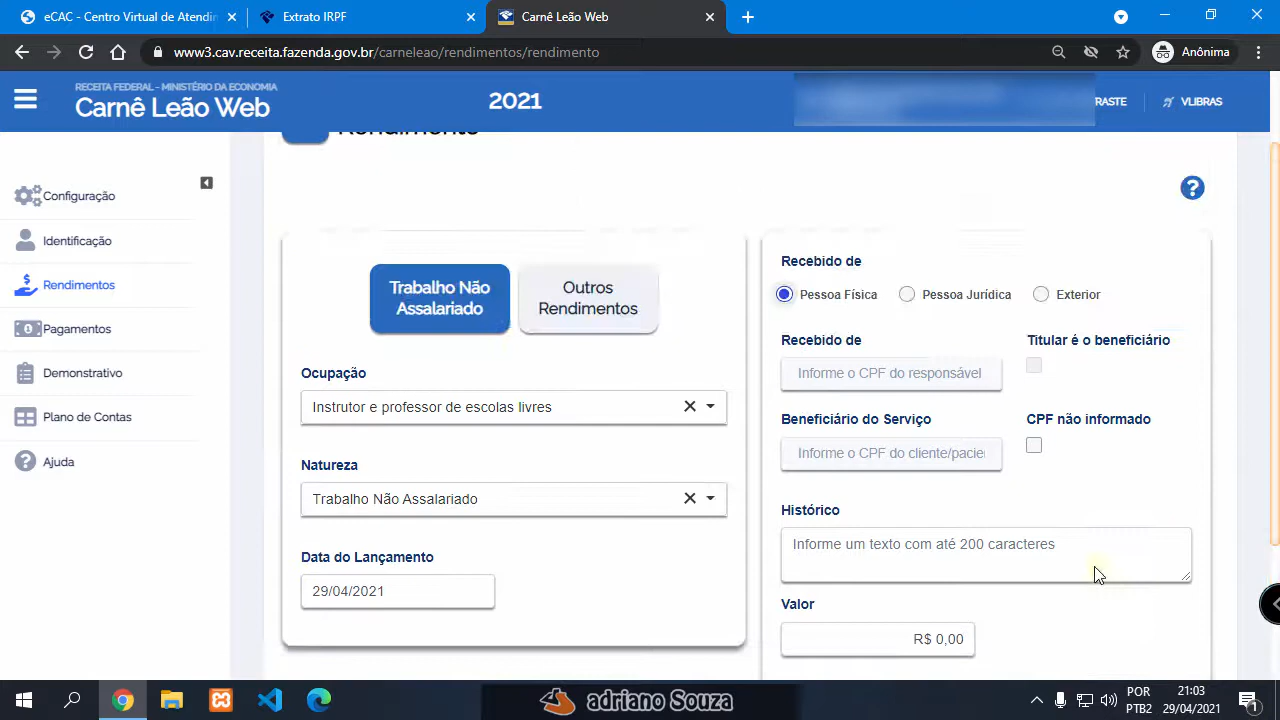 eCAC - Centro Virtual de Atendin
Extrato IRPF
Carnê Leão Web
www3.cav.receita.fazenda.gov.br/carneleao/rendimentos/rendimento
Anônima
RECEITA FEDERAL - MINISTÉRIO DA ECONOMIA
Carnê Leão Web
2021
RASTE
VLIBRAS
Rendimento
Configuração
Identificação
Rendimentos
Pagamentos
Demonstrativo
Plano de Contas
Ajuda
Trabalho Não
Assalariado
Outros
Rendimentos
Ocupação
Instrutor e professor de escolas livres
Natureza
Trabalho Não Assalariado
Data do Lançamento
29/04/2021
Recebido de
Pessoa Física
Pessoa Jurídica
Exterior
Recebido de
Titular é o beneficiário
Informe o CPF do responsável
Beneficiário do Serviço
CPF não informado
Informe o CPF do cliente/pacie
Histórico
Informe um texto com até 200 caracteres
Valor
R$ 0,00
adriano Souza
POR
PTB2
21:03
29/04/2021
1